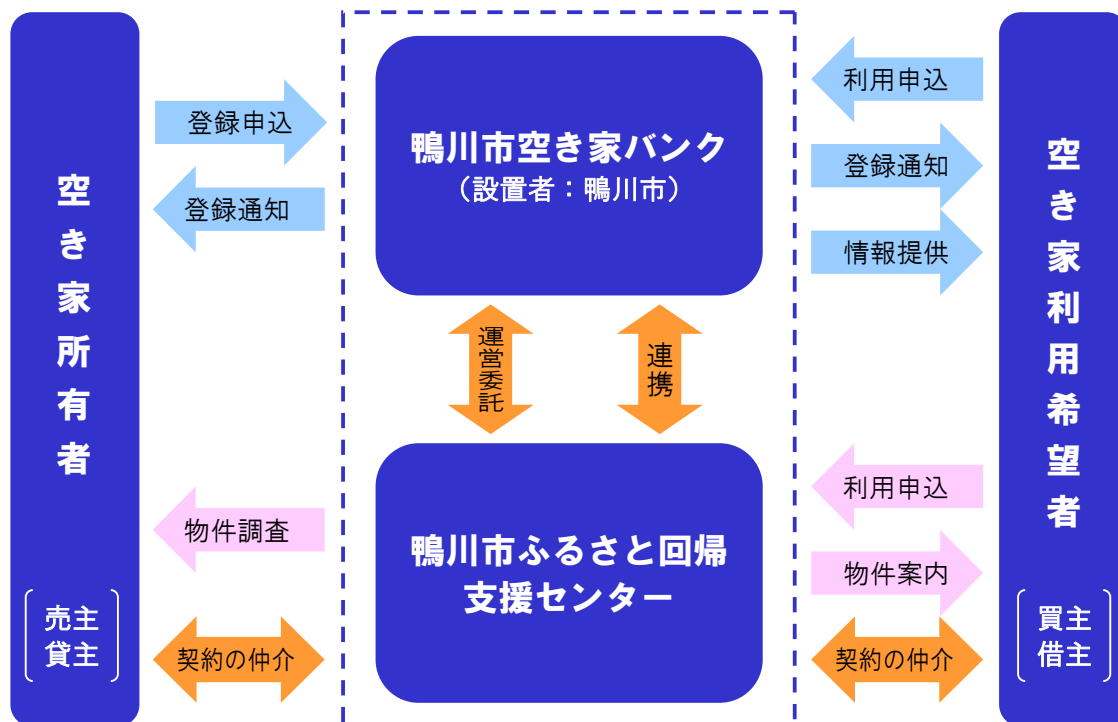 空き家所有者
売主
貸主
登録申込
登録通知
物件調査
契約の仲介
鴨川市空き家バンク
（設置者：鴨川市）
運営委託
連携
鴨川市ふるさと回帰
支援センター
利用申込
登録通知
情報提供
利用申込
物件案内
契約の仲介
空き家利用希望者
買主
借主